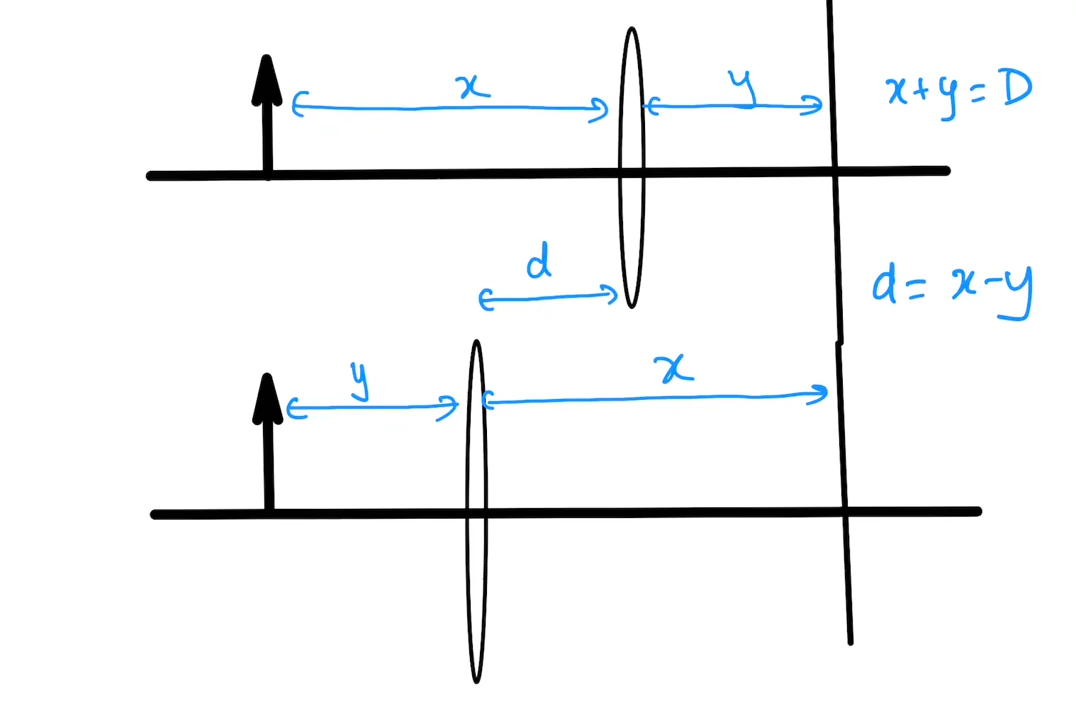 x
y
x+y = D
d
d = x-y
y
x